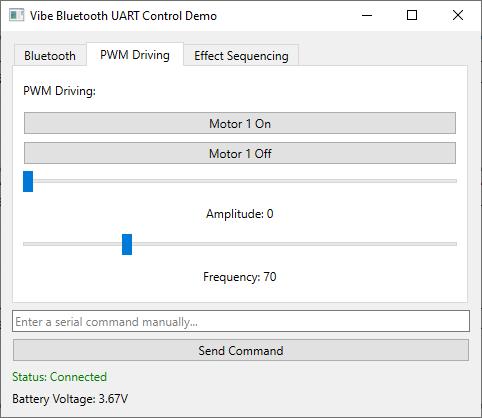 Vibe Bluetooth UART Control Demo
Bluetooth PWM Driving Effect Sequencing
PWM Driving:
Motor 1 On
Motor 1 Off
Amplitude: 0
Frequency: 70
Enter a serial command manually...
Send Command
Status: Connected
Battery Voltage: 3.67V